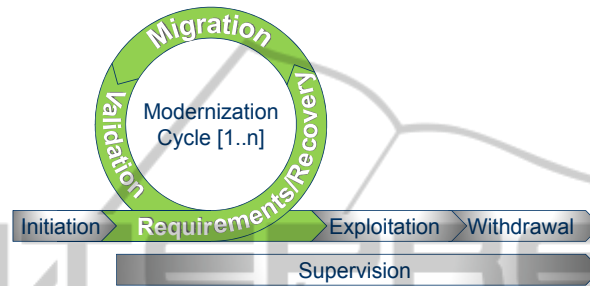 Migration
Validation
Modernization
Cycle [1..n]
Requirements/Recovery
Initiation
Exploitation
Withdrawal
Supervision